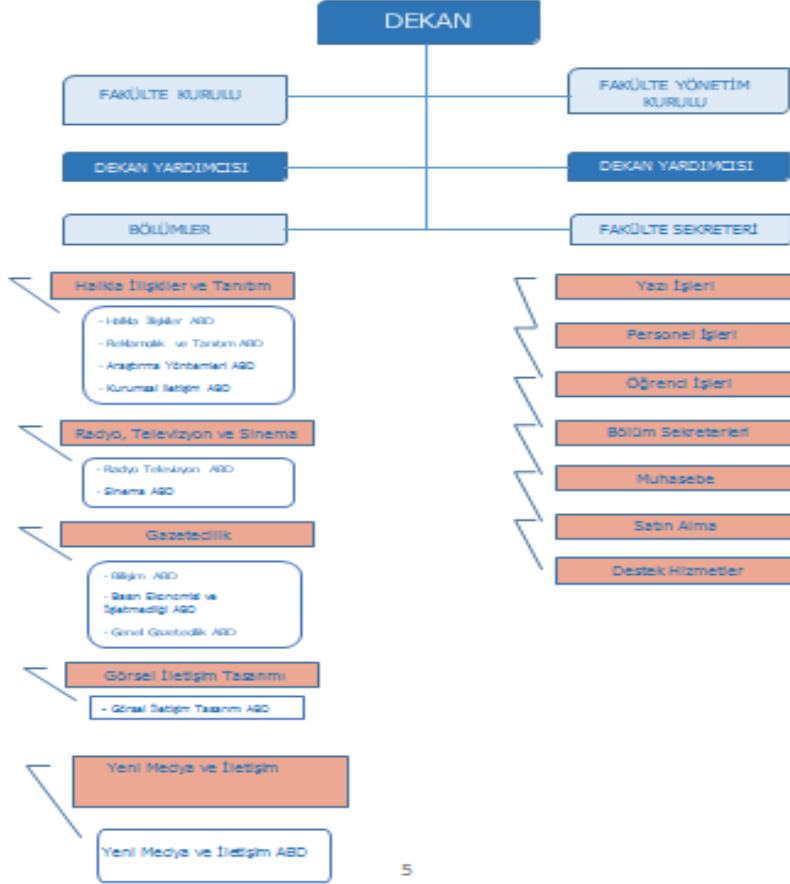 DEKAN
FAKÜLTE KURULU
FAKÜLTE YÖNETİM
KURULU
DEKAN YARDIMCISI
DEKAN YARDIMCISI
BÖLÜMLER
FAKÜLTE SEKRETERİ
Halkla İlişkiler ve Tanıtım
- Halkla İlişkiler ABD
- Reklamcılık ve Tanıtım ABD
- Araştırma Yöntemleri ABD
- Kurumsal İletişim ABD
Radyo, Televizyon ve Sinema
- Radyo Televizyon ABD
- Sinema ABD
Gazetecilik
- Bilişim ABD
- Basın Ekonomisi ve
İşletmeciliği ABD
- Genel Gazetecilik ABD
Görsel İletişim Tasarımı
- Görsel İletişim Tasarım ABD
Yeni Medya ve İletişim
Yeni Medya ve İletişim ABD
Yazı İşleri
Personel İşleri
Öğrenci İşleri
Bölüm Sekreterleri
Muhasebe
Satın Alma
Destek Hizmetler
5